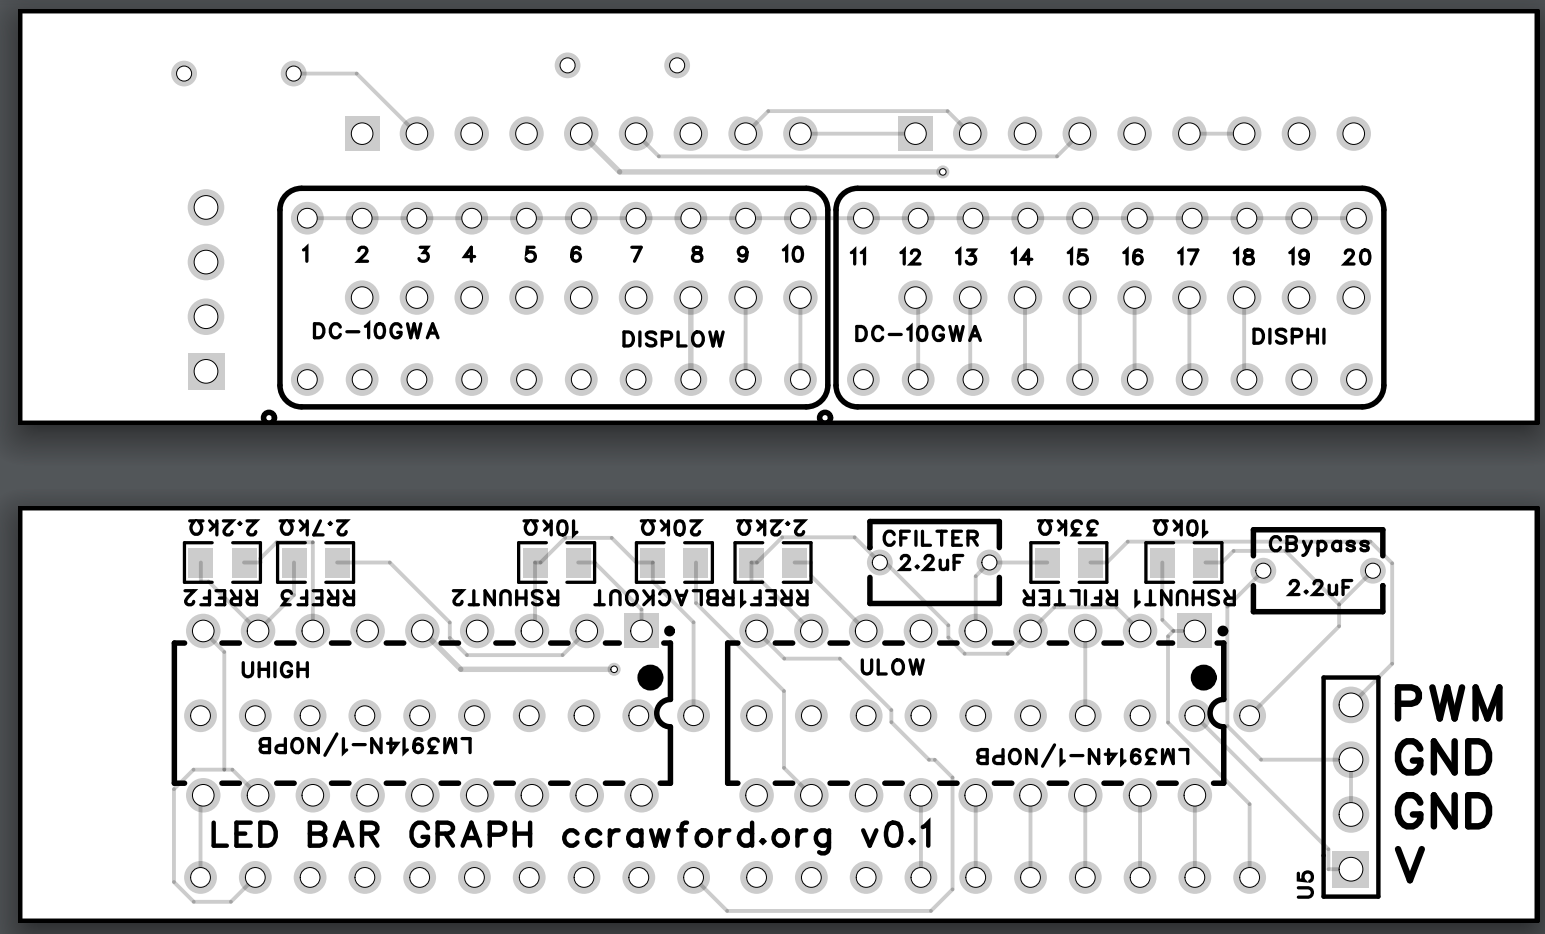 1 2 3 4 5 6 7 8 9 10 11 12 13 14 15 16 17 18 19 20
DC-10GWA DISPLOW DC-10GWA DISPHI
2.2kΩ 2.7kΩ 10kΩ 20kΩ 2.2kΩ CFILTER 2.2uF 33kΩ 10kΩ CBypass 2.2uF
RREF2 RREF3 RSHUNT2 RBLACKOUT RREF1 RFILTER RSHUNT1
UHIGH ULOW
LM3914N-1/NOPB LM3914N-1/NOPB
PWM
GND
GND
V
U5
LED BAR GRAPH ccrawford.org v0.1